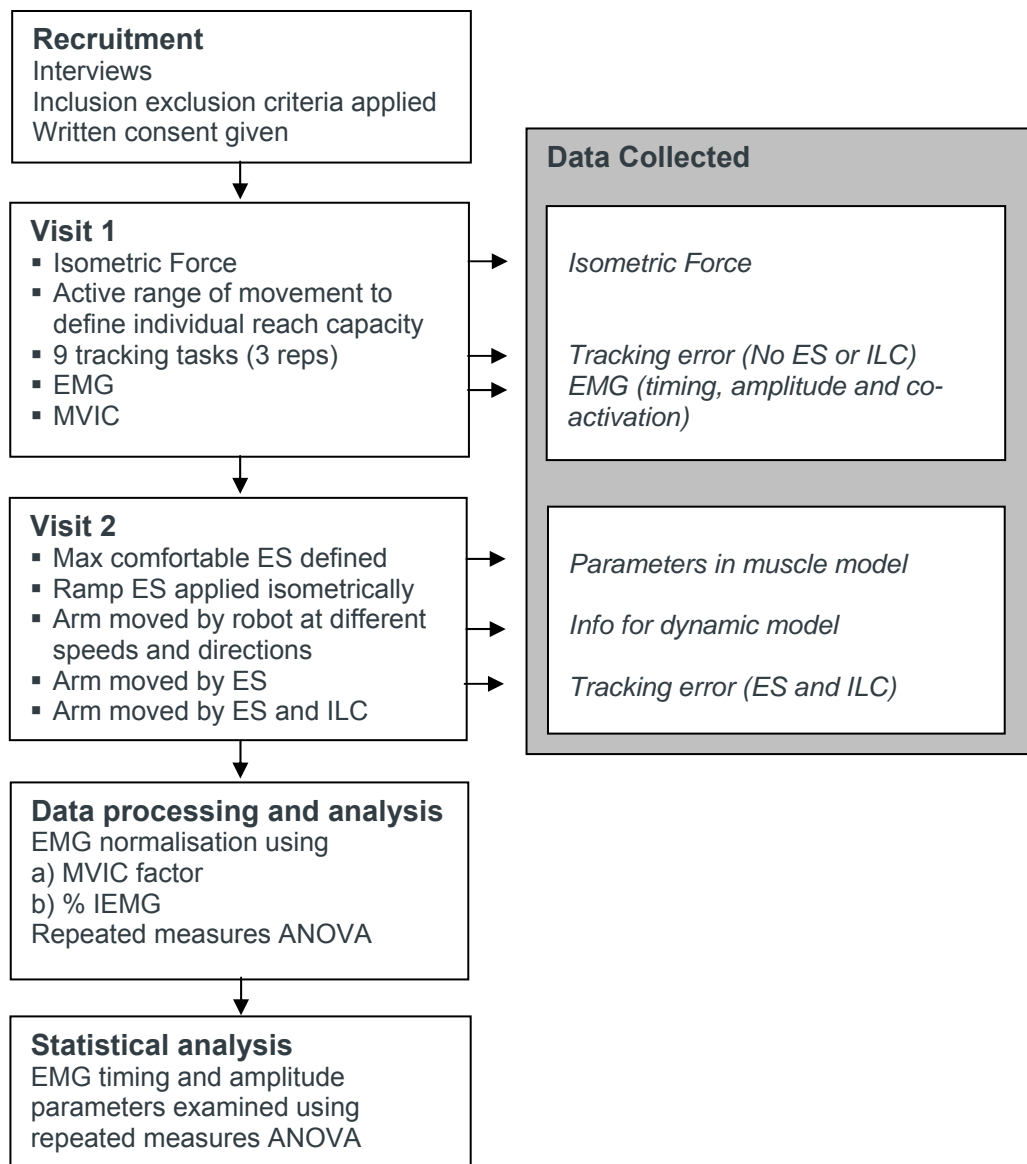 Recruitment
Interviews
Inclusion exclusion criteria applied
Written consent given
Data Collected
Visit 1
▪ Isometric Force
▪ Active range of movement to
define individual reach capacity
▪ 9 tracking tasks (3 reps)
▪ EMG
▪ MVIC
Isometric Force
Tracking error (No ES or ILC)
EMG (timing, amplitude and co-
activation)
Visit 2
▪ Max comfortable ES defined
▪ Ramp ES applied isometrically
▪ Arm moved by robot at different
speeds and directions
▪ Arm moved by ES
▪ Arm moved by ES and ILC
Parameters in muscle model
Info for dynamic model
Tracking error (ES and ILC)
Data processing and analysis
EMG normalisation using
a) MVIC factor
b) % IEMG
Repeated measures ANOVA
Statistical analysis
EMG timing and amplitude
parameters examined using
repeated measures ANOVA